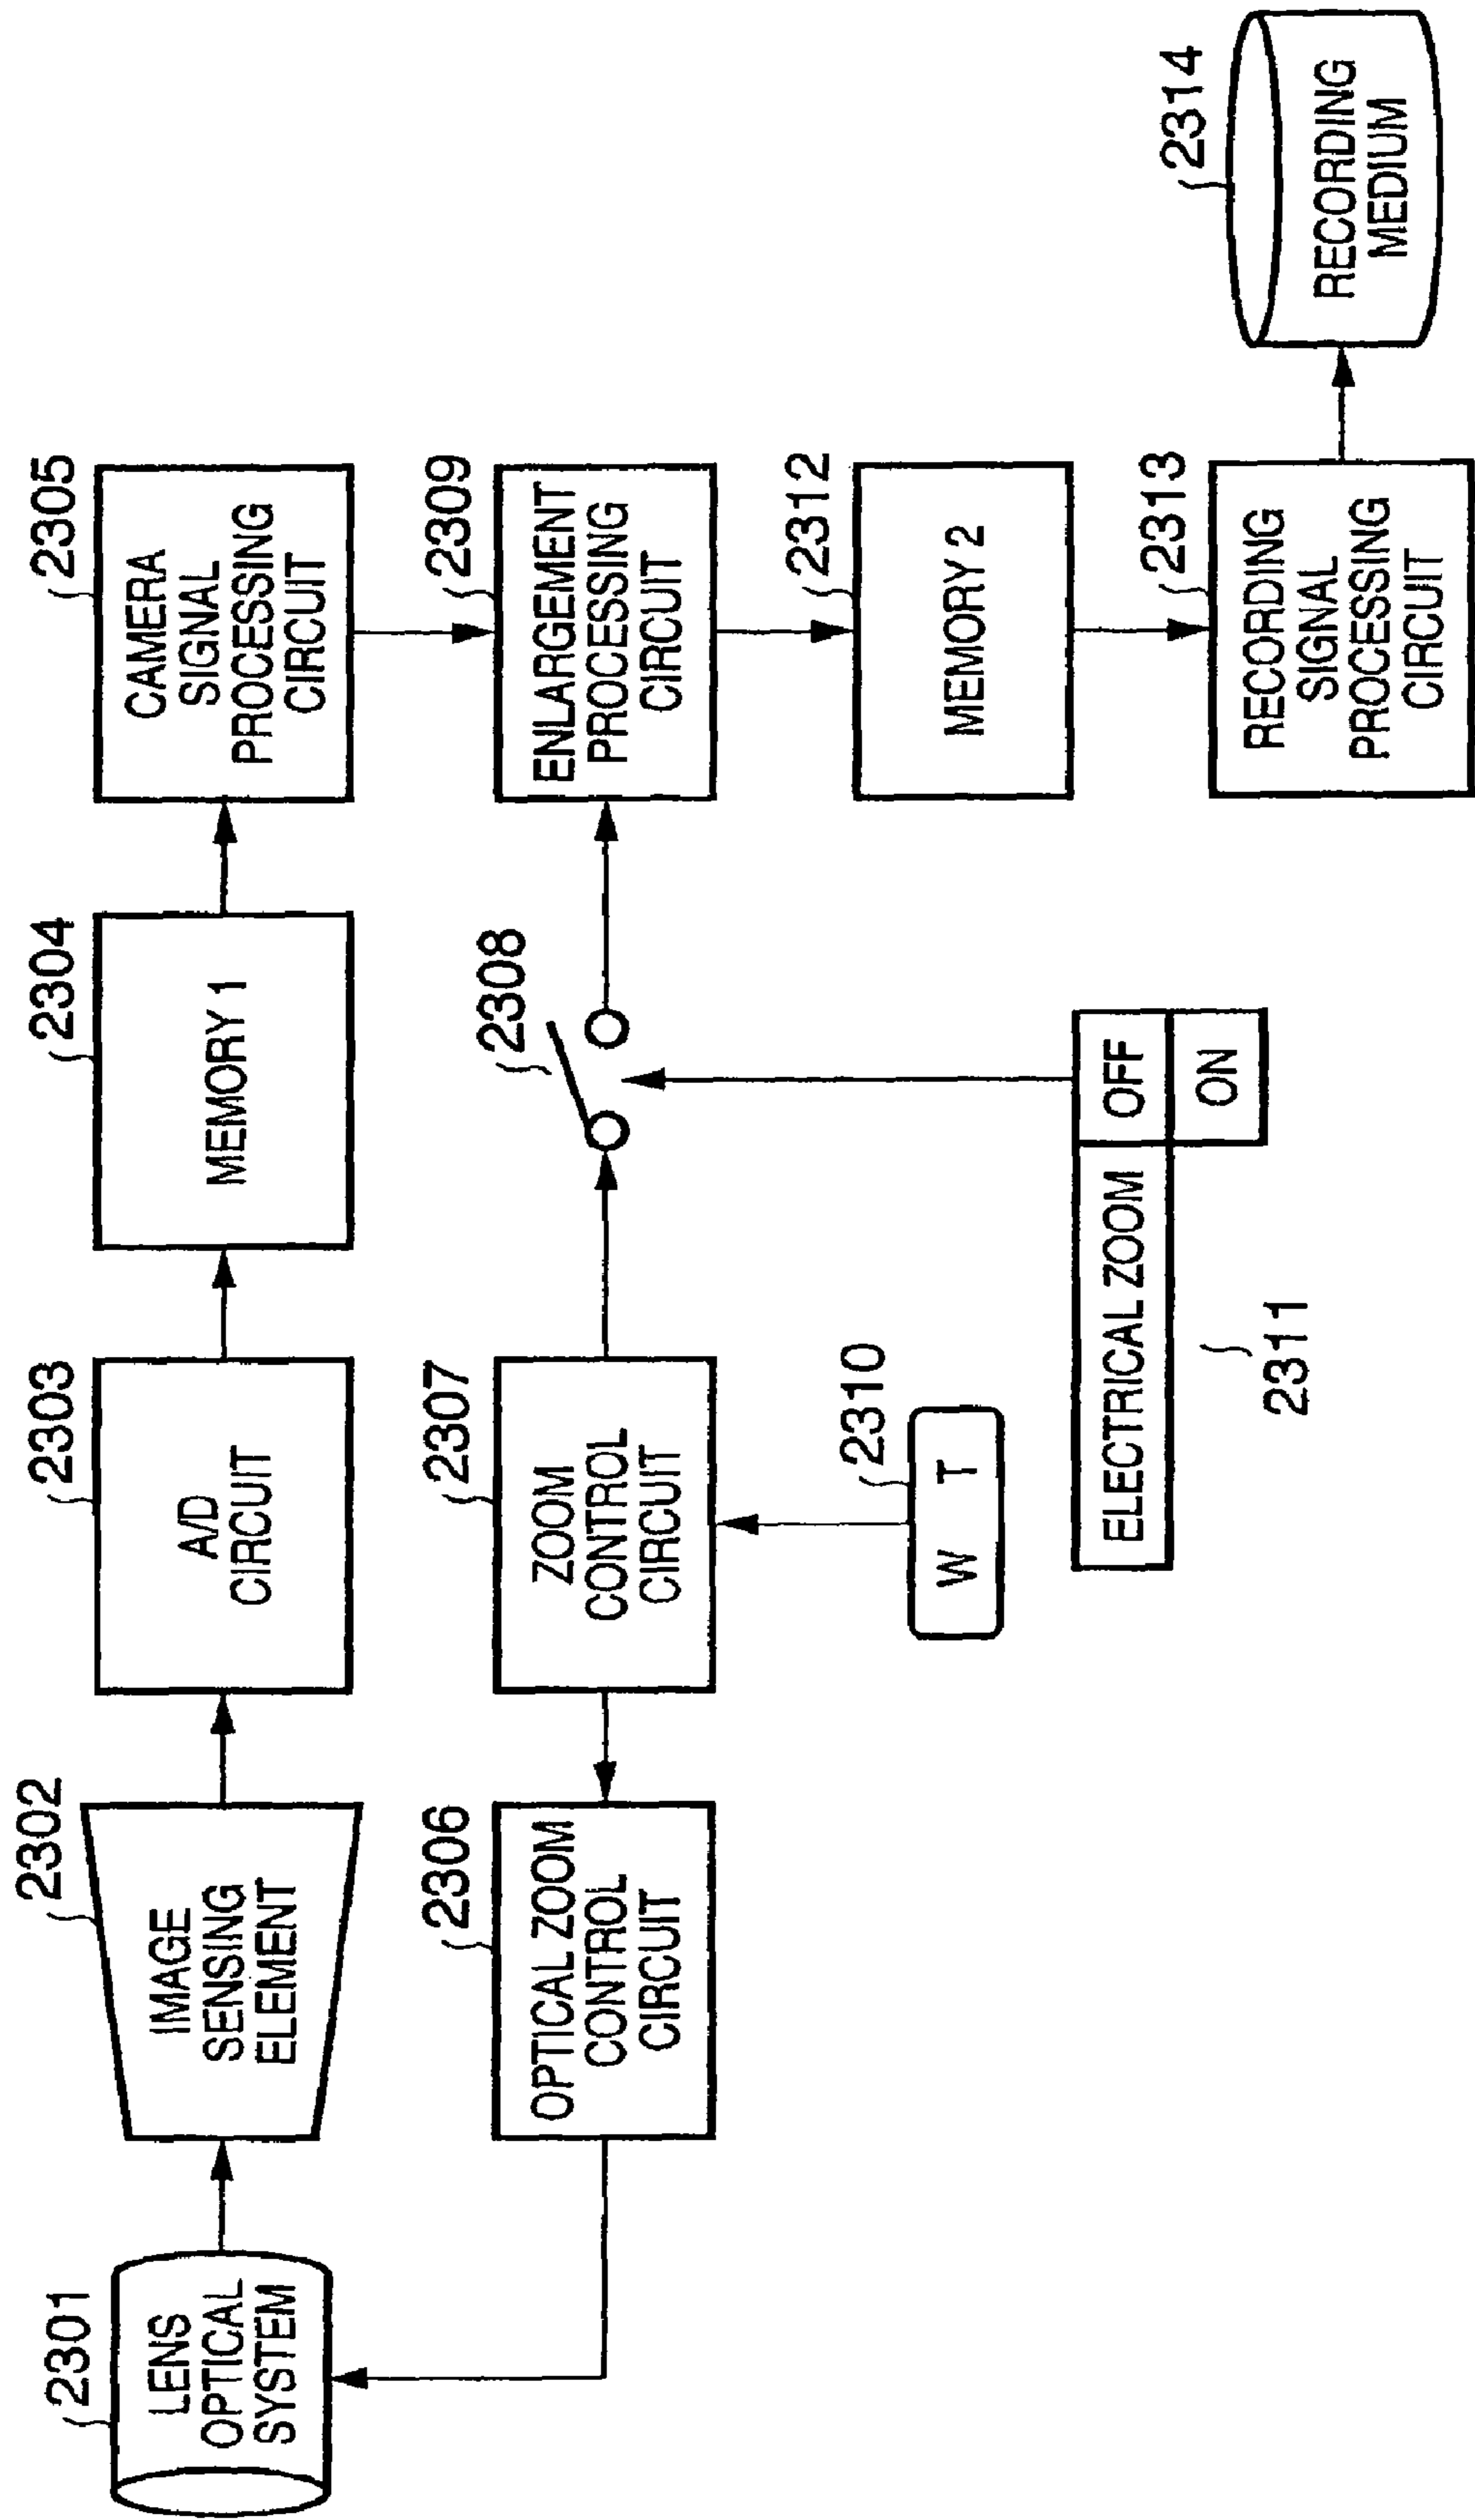 2301
LENS
OPTICAL
SYSTEM
2302
IMAGE
SENSING
ELEMENT
2303
A/D
CIRCUIT
2304
MEMORY 1
2305
CAMERA
SIGNAL
PROCESSING
CIRCUIT
2306
OPTICAL ZOOM
CONTROL
CIRCUIT
2307
ZOOM
CONTROL
CIRCUIT
2308
2309
ENLARGEMENT
PROCESSING
CIRCUIT
2310
W T
2311
ELECTRICAL ZOOM
OFF
ON
2312
MEMORY 2
2313
RECORDING
SIGNAL
PROCESSING
CIRCUIT
2314
RECORDING
MEDIUM